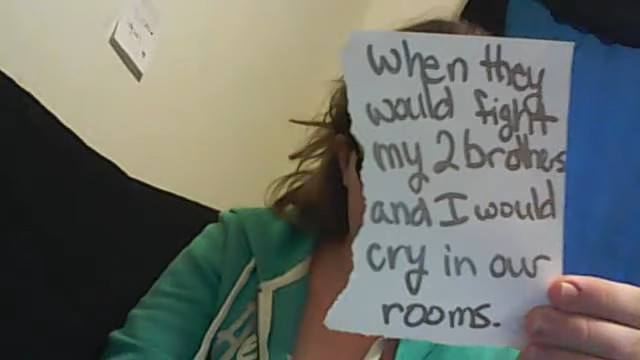 when they
would fight
my 2 brothers
and I would
cry in our
rooms.